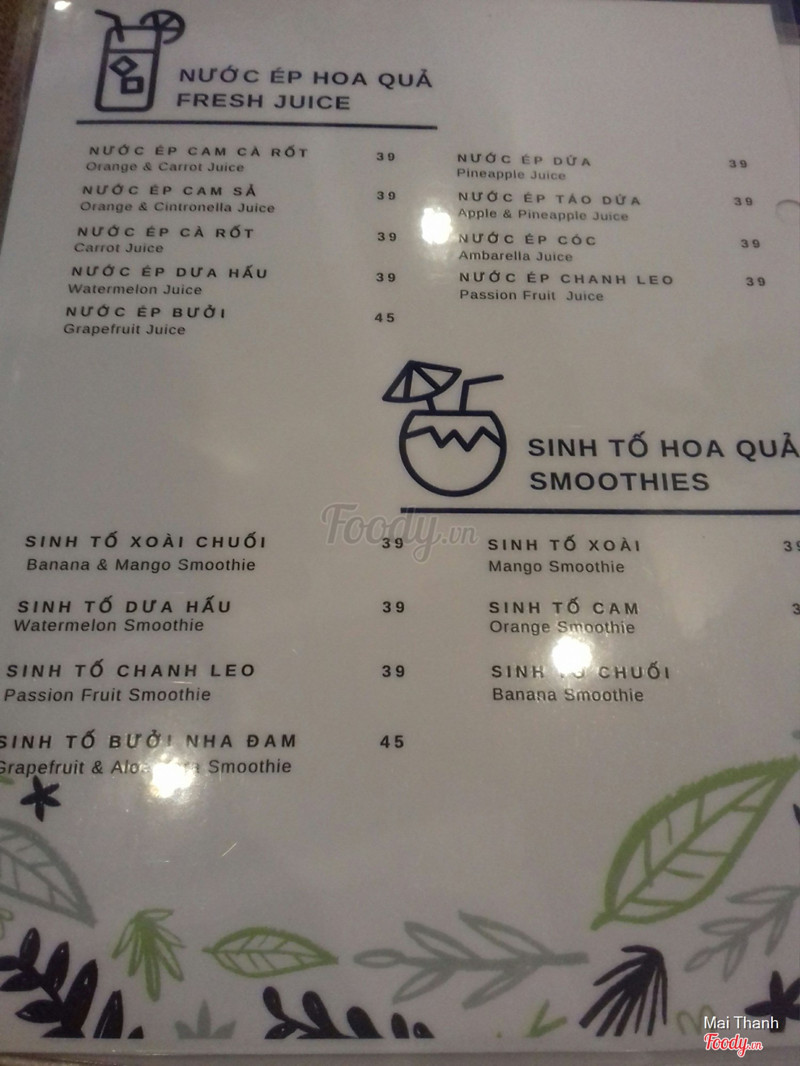 NƯỚC ÉP HOA QUẢ
FRESH JUICE
NƯỚC ÉP CAM CÀ RỐT 39
Orange & Carrot Juice
NƯỚC ÉP CAM SẢ 39
Orange & Cintronella Juice
NƯỚC ÉP CÀ RỐT 39
Carrot Juice
NƯỚC ÉP DƯA HẤU 39
Watermelon Juice
NƯỚC ÉP BƯỞI 45
Grapefruit Juice
NƯỚC ÉP DỨA 39
Pineapple Juice
NƯỚC ÉP TÁO DỨA 39
Apple & Pineapple Juice
NƯỚC ÉP CÓC 39
Ambarella Juice
NƯỚC ÉP CHANH LEO 39
Passion Fruit Juice
SINH TỐ HOA QUẢ
SMOOTHIES
SINH TỐ XOÀI CHUỐI 39
Banana & Mango Smoothie
SINH TỐ DƯA HẤU 39
Watermelon Smoothie
SINH TỐ CHANH LEO 39
Passion Fruit Smoothie
SINH TỐ BƯỞI NHA ĐAM 45
Grapefruit & Smoothie
SINH TỐ XOÀI 39
Mango Smoothie
SINH TỐ CAM
Orange Smoothie
SINH CHUỐI
Banana Smoothie
Foody.vn
Mai Thanh
Foody.vn